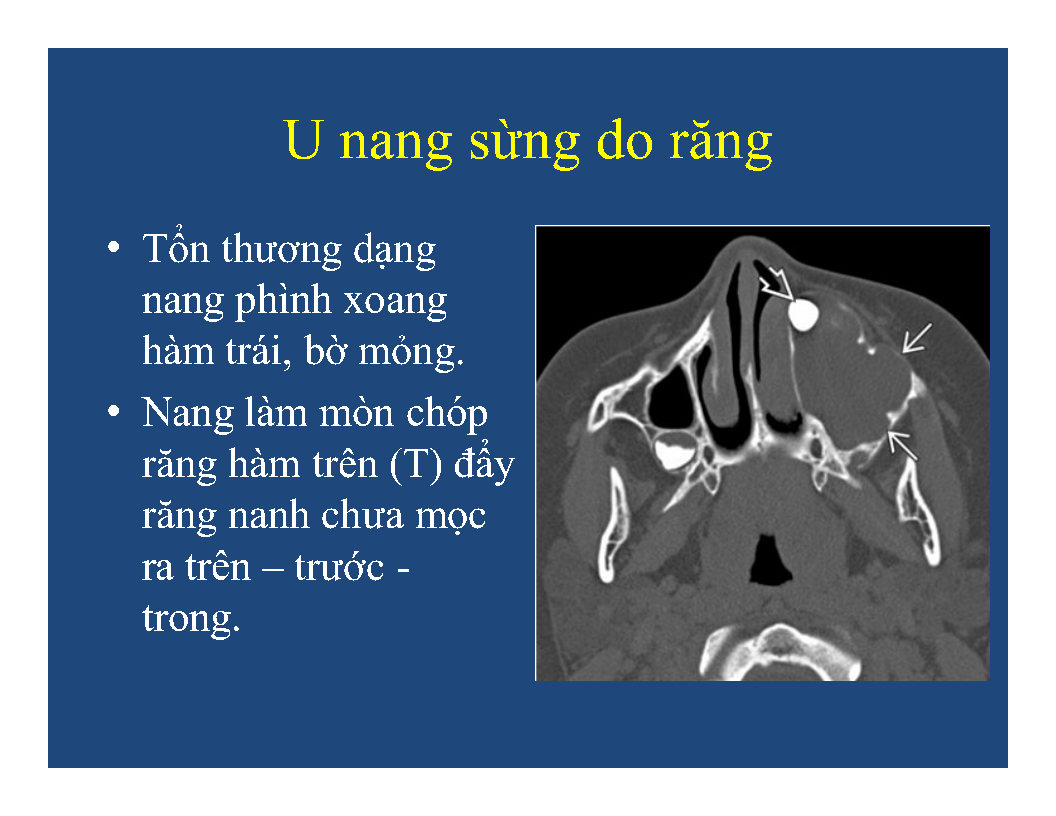 U nang sừng do răng
• Tổn thương dạng
nang phình xoang
hàm trái, bờ mỏng.
• Nang làm mòn chóp
răng hàm trên (T) đẩy
răng nanh chưa mọc
ra trên – trước -
trong.